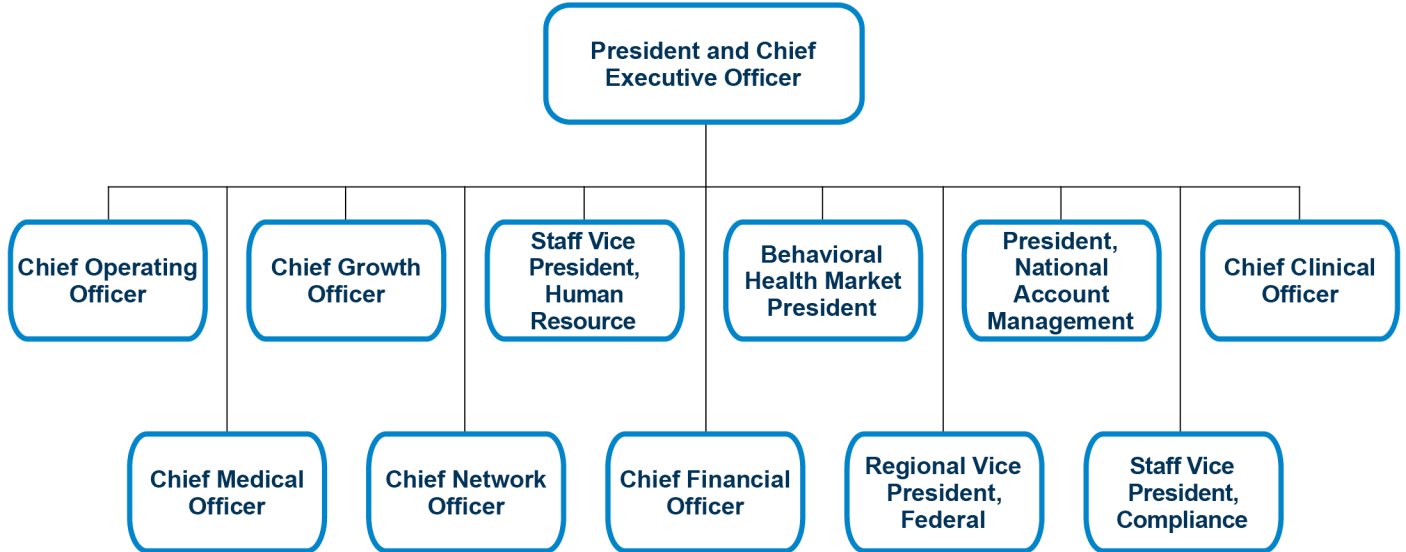 President and Chief
Executive Officer
Chief Operating
Officer
Chief Growth
Officer
Staff Vice
President,
Human
Resource
Behavioral
Health Market
President
President,
National
Account
Management
Chief Clinical
Officer
Chief Medical
Officer
Chief Network
Officer
Chief Financial
Officer
Regional Vice
President,
Federal
Staff Vice
President,
Compliance